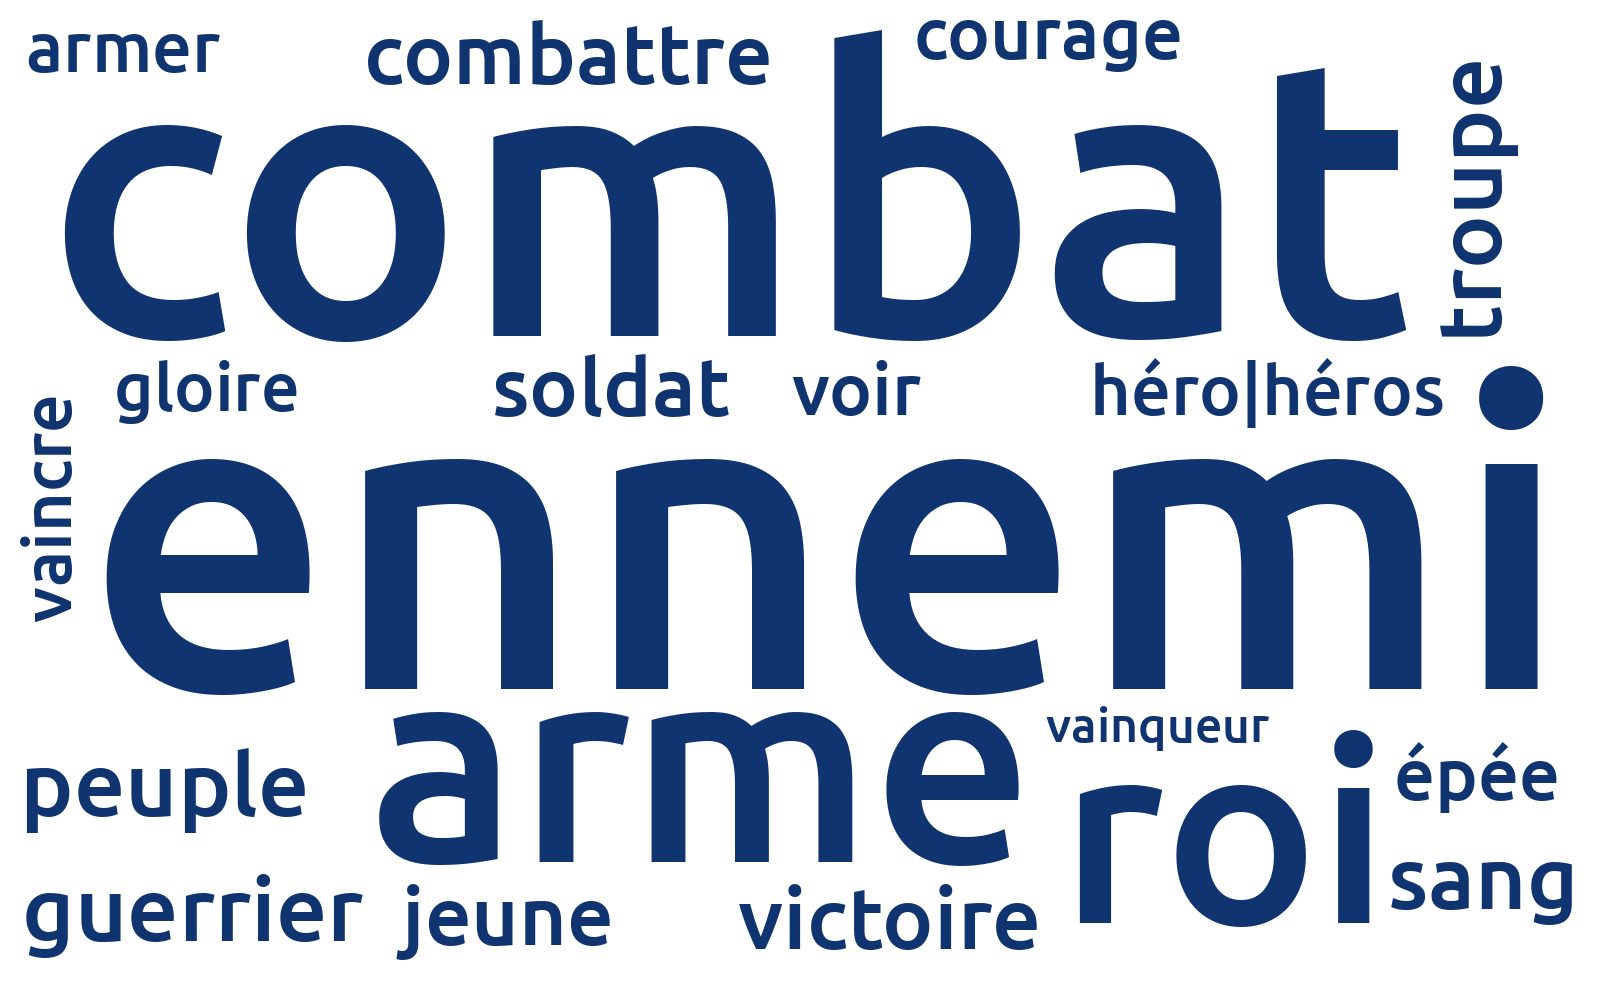 armer
combattre
courage
combat
troupe
gloire
soldat
voir
héro|héros
vaincre
ennemi
arme
vainqueur
roi
épée
peuple
sang
guerrier
jeune
victoire